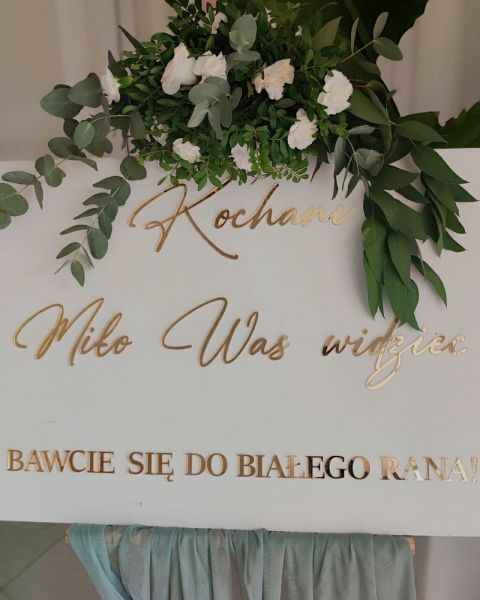 Kochani
Miło Was widzieć
BAWCIE SIĘ DO BIAŁEGO RANA!